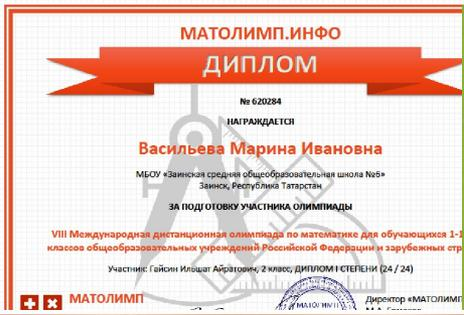 МАТОЛИМП.ИНФО
ДИПЛОМ
№ 620284
НАГРАЖДАЕТСЯ
Васильева Марина Ивановна
МБОУ «Заинская средняя общеобразовательная школа №6»
Заинск, Республика Татарстан
ЗА ПОДГОТОВКУ УЧАСТНИКА ОЛИМПИАДЫ
VIII Международная дистанционная олимпиада по математике для обучающихся 1-1
классов общеобразовательных учреждений Российской Федерации и зарубежных стр
Участник: Гайсин Ильшат Айратович, 2 класс, ДИПЛОМ I СТЕПЕНИ (24 / 24)
МАТОЛИМП
МАТОЛИМП
Директор «МАТОЛИМП